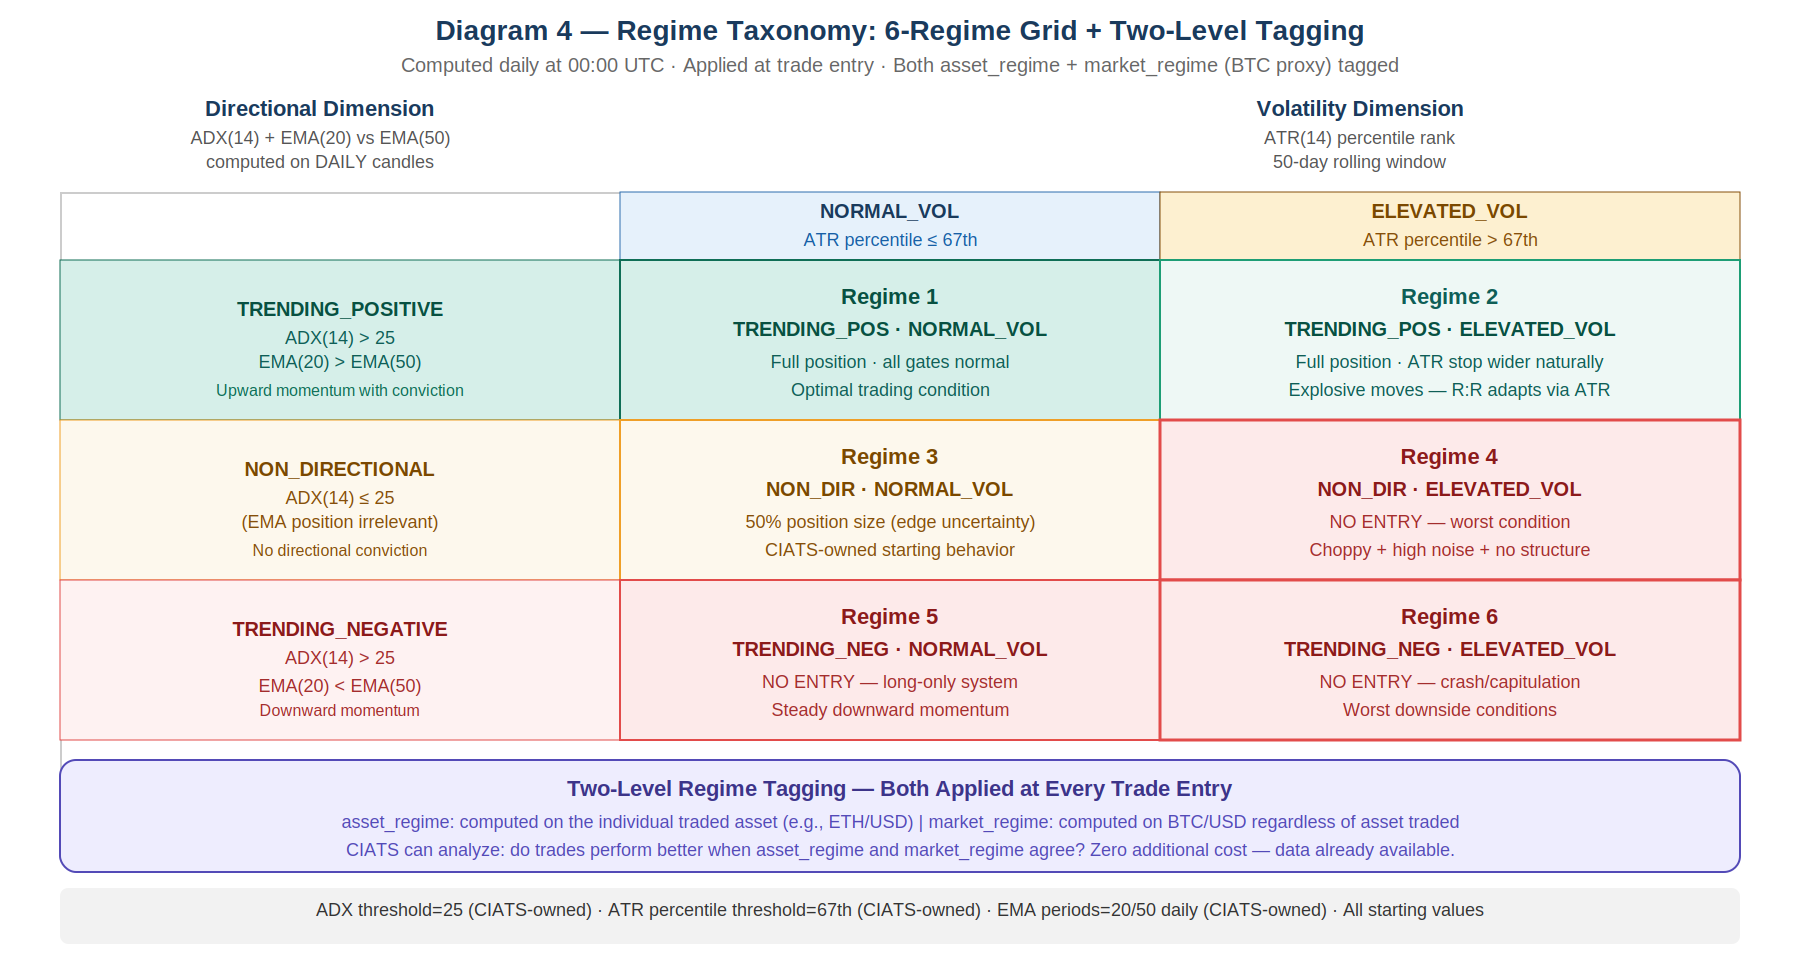 Diagram 4 — Regime Taxonomy: 6-Regime Grid + Two-Level Tagging
Computed daily at 00:00 UTC · Applied at trade entry · Both asset_regime + market_regime (BTC proxy) tagged
Directional Dimension
ADX(14) + EMA(20) vs EMA(50)
computed on DAILY candles
Volatility Dimension
ATR(14) percentile rank
50-day rolling window
NORMAL_VOL
ATR percentile ≤ 67th
ELEVATED_VOL
ATR percentile > 67th
TRENDING_POSITIVE
ADX(14) > 25
EMA(20) > EMA(50)
Upward momentum with conviction
Regime 1
TRENDING_POS · NORMAL_VOL
Full position · all gates normal
Optimal trading condition
Regime 2
TRENDING_POS · ELEVATED_VOL
Full position · ATR stop wider naturally
Explosive moves — R:R adapts via ATR
NON_DIRECTIONAL
ADX(14) ≤ 25
(EMA position irrelevant)
No directional conviction
Regime 3
NON_DIR · NORMAL_VOL
50% position size (edge uncertainty)
CIATS-owned starting behavior
Regime 4
NON_DIR · ELEVATED_VOL
NO ENTRY — worst condition
Choppy + high noise + no structure
TRENDING_NEGATIVE
ADX(14) > 25
EMA(20) < EMA(50)
Downward momentum
Regime 5
TRENDING_NEG · NORMAL_VOL
NO ENTRY — long-only system
Steady downward momentum
Regime 6
TRENDING_NEG · ELEVATED_VOL
NO ENTRY — crash/capitulation
Worst downside conditions
Two-Level Regime Tagging — Both Applied at Every Trade Entry
asset_regime: computed on the individual traded asset (e.g., ETH/USD) | market_regime: computed on BTC/USD regardless of asset traded
CIATS can analyze: do trades perform better when asset_regime and market_regime agree? Zero additional cost — data already available.
ADX threshold=25 (CIATS-owned) · ATR percentile threshold=67th (CIATS-owned) · EMA periods=20/50 daily (CIATS-owned) · All starting values